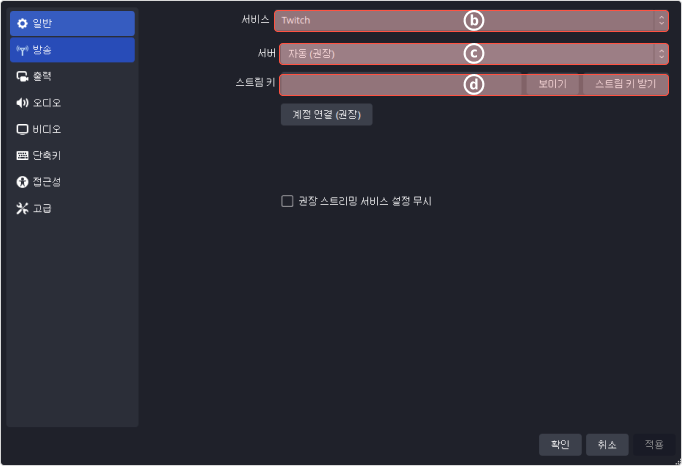 일반
방송
출력
오디오
비디오
단축키
접근성
고급
서비스 Twitch ⓑ
서버 자동 (권장) ⓒ
스트림 키 ⓓ 보이기 스트림 키 받기
계정 연결 (권장)
권장 스트리밍 서비스 설정 무시
확인 취소 적용